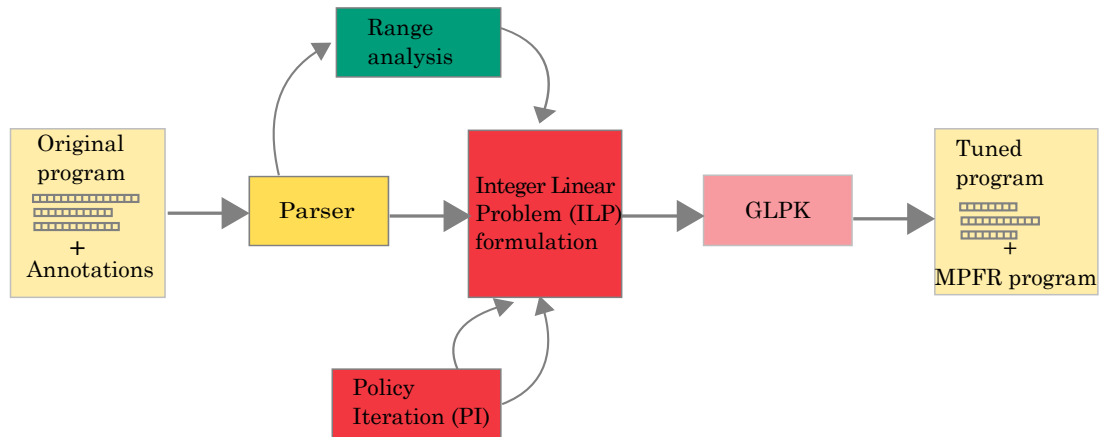 Range
analysis
Original
program
+
Annotations
Parser
Integer Linear
Problem (ILP)
formulation
GLPK
Tuned
program
+
MPFR program
Policy
Iteration (PI)